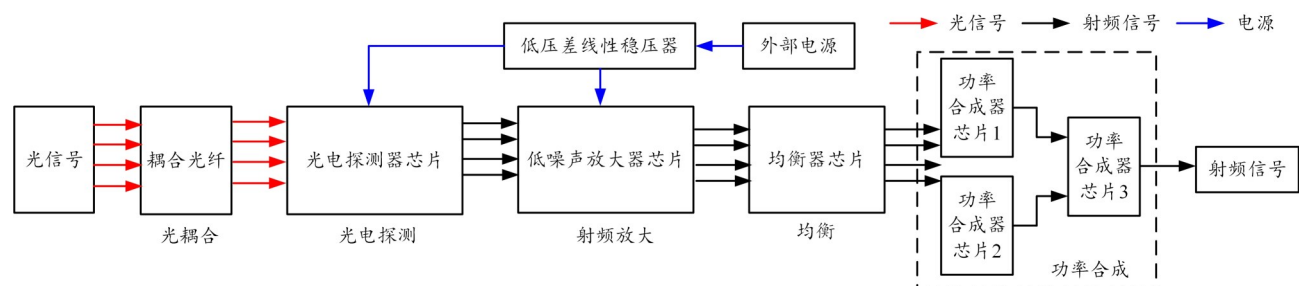 光信号
射频信号
电源
低压差线性稳压器
外部电源
光信号
耦合光纤
光电探测器芯片
低噪声放大器芯片
均衡器芯片
功率
合成器
芯片1
功率
合成器
芯片2
功率
合成器
芯片3
射频信号
光耦合
光电探测
射频放大
均衡
功率合成